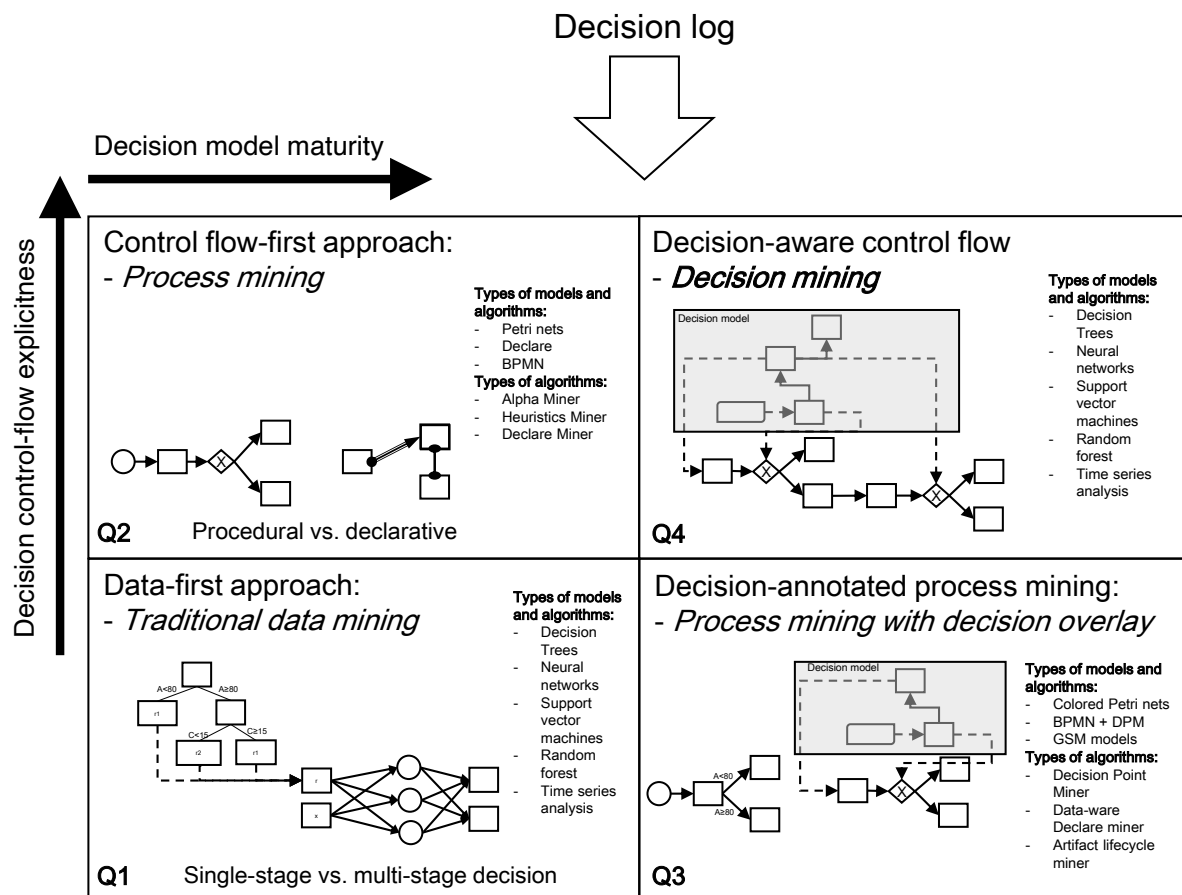 Decision log
Decision model maturity
Decision control-flow explicitness
Control flow-first approach:
- Process mining
Types of models and
algorithms:
- Petri nets
- Declare
- BPMN
Types of algorithms:
- Alpha Miner
- Heuristics Miner
- Declare Miner
X
Q2
Procedural vs. declarative
Decision-aware control flow
- Decision mining
Types of models
and algorithms:
- Decision
Trees
- Neural
networks
- Support
vector
machines
- Random
forest
- Time series
analysis
Decision model
X
X
Q4
Data-first approach:
- Traditional data mining
Types of models
and algorithms:
- Decision
Trees
- Neural
networks
- Support
vector
machines
- Random
forest
- Time series
analysis
A<80
A≥80
r1
C<15
C≥15
r2
r1
r
x
Q1
Single-stage vs. multi-stage decision
Decision-annotated process mining:
- Process mining with decision overlay
Decision model
Types of models and
algorithms:
- Colored Petri nets
- BPMN + DPM
- GSM models
Types of algorithms:
- Decision Point
Miner
- Data-ware
Declare miner
- Artifact lifecycle
miner
A<80
A≥80
X
Q3